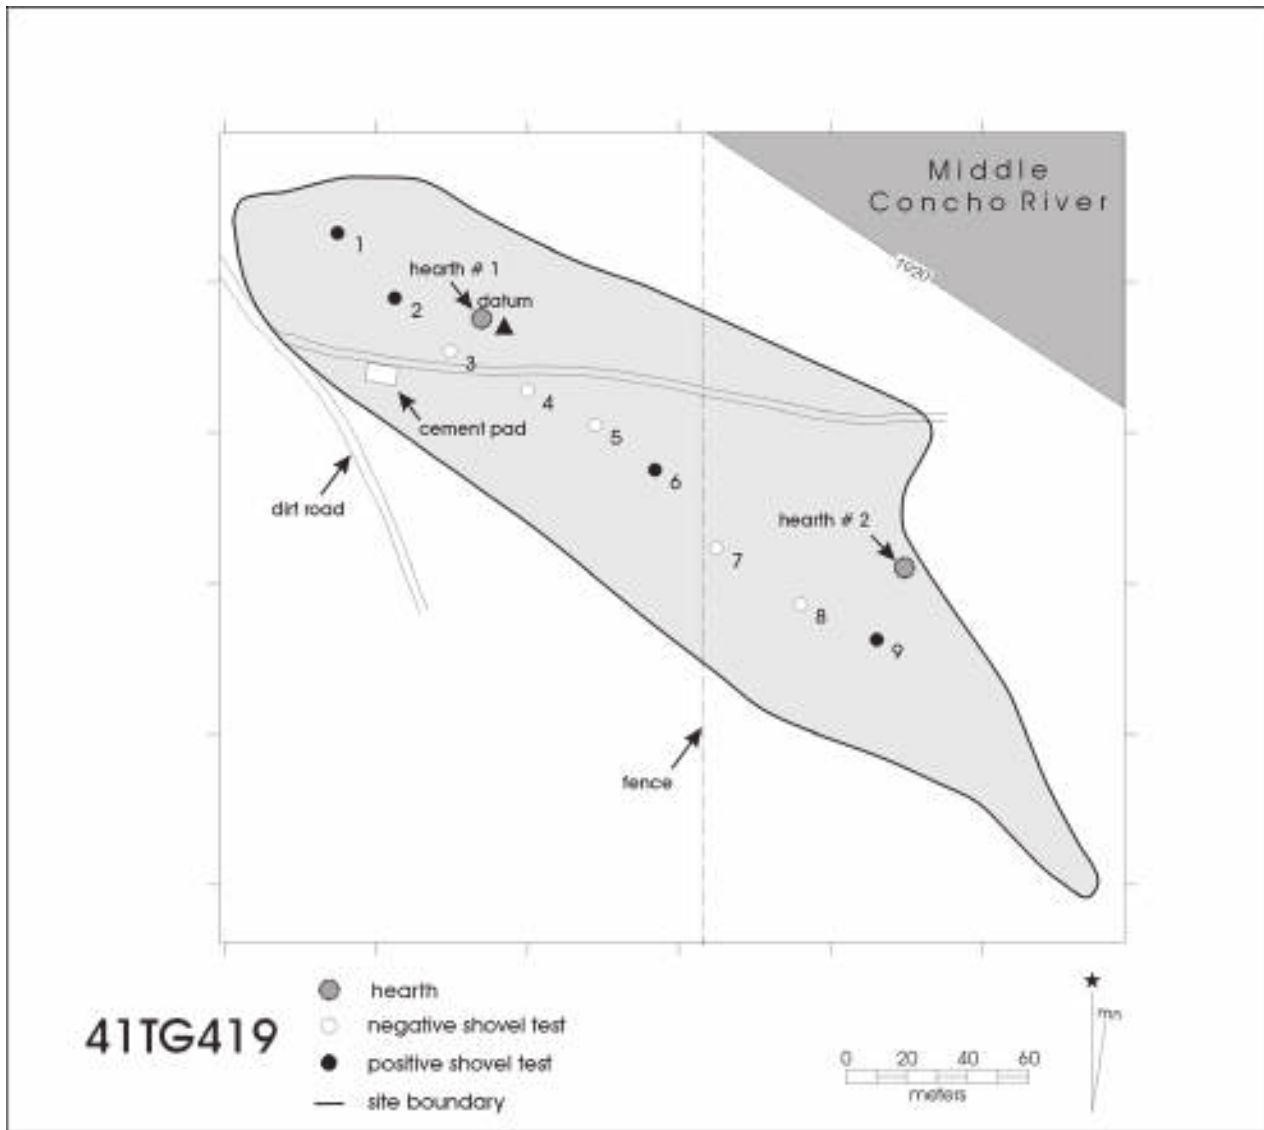 Middle
Concho River
1920
1
hearth # 1
datum
2
3
4
cement pad
5
6
dirt road
hearth # 2
7
8
9
fence
41TG419
hearth
negative shovel test
positive shovel test
site boundary
0 20 40 60
meters
mn